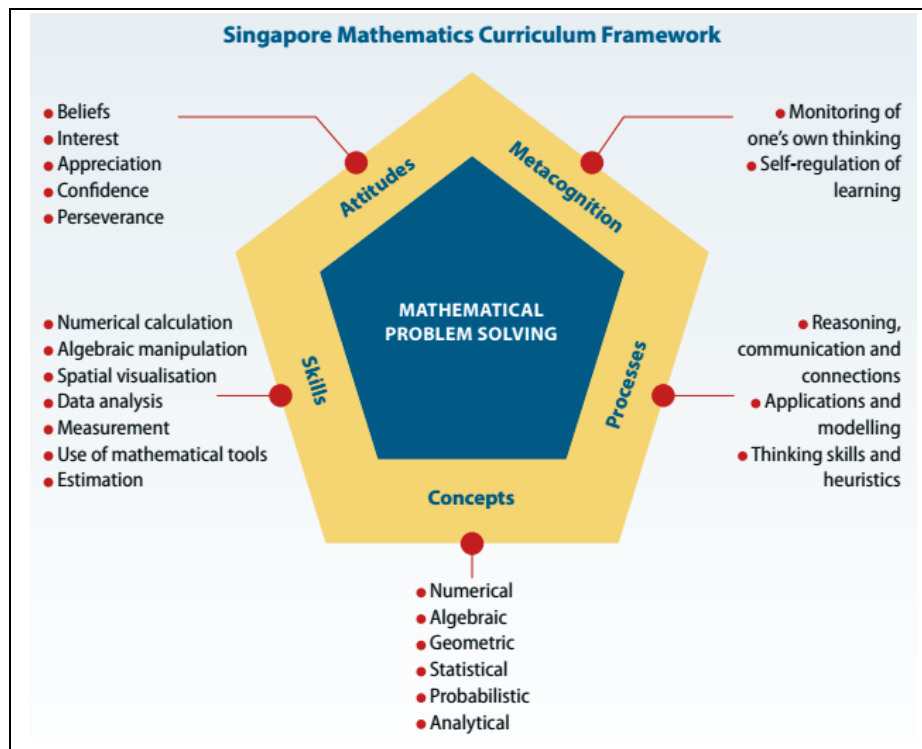 Singapore Mathematics Curriculum Framework
● Beliefs
● Interest
● Appreciation
● Confidence
● Perseverance
● Monitoring of
one's own thinking
● Self-regulation of
learning
Attitudes
Metacognition
MATHEMATICAL
PROBLEM SOLVING
● Numerical calculation
● Algebraic manipulation
● Spatial visualisation
● Data analysis
● Measurement
● Use of mathematical tools
● Estimation
Skills
Processes
● Reasoning,
communication and
connections
● Applications and
modelling
● Thinking skills and
heuristics
Concepts
● Numerical
● Algebraic
● Geometric
● Statistical
● Probabilistic
● Analytical